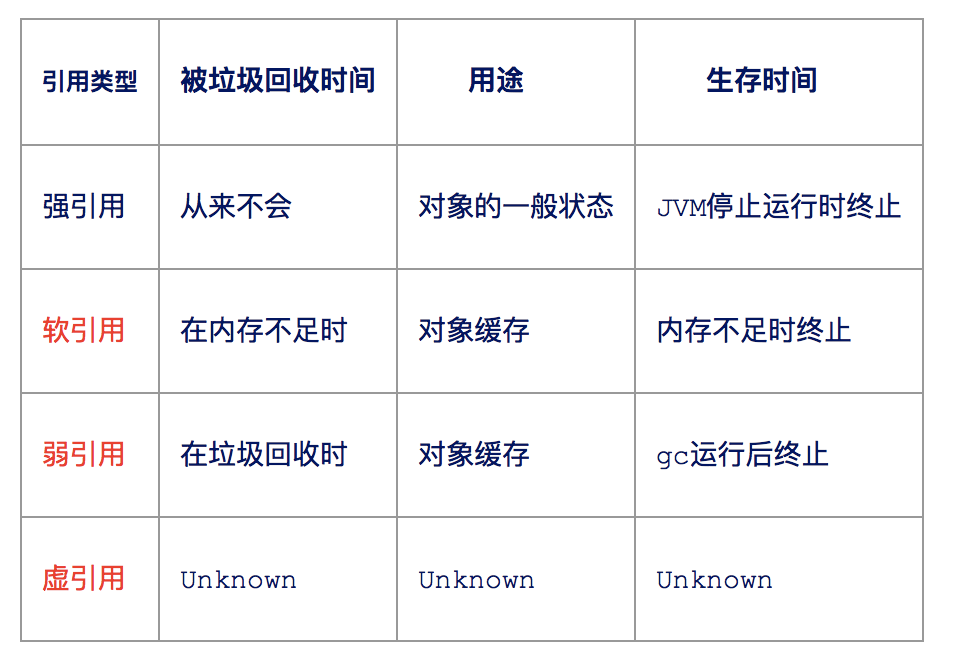 引用类型 被垃圾回收时间 用途 生存时间
强引用 从来不会 对象的一般状态 JVM停止运行时终止
软引用 在内存不足时 对象缓存 内存不足时终止
弱引用 在垃圾回收时 对象缓存 gc运行后终止
虚引用 Unknown Unknown Unknown